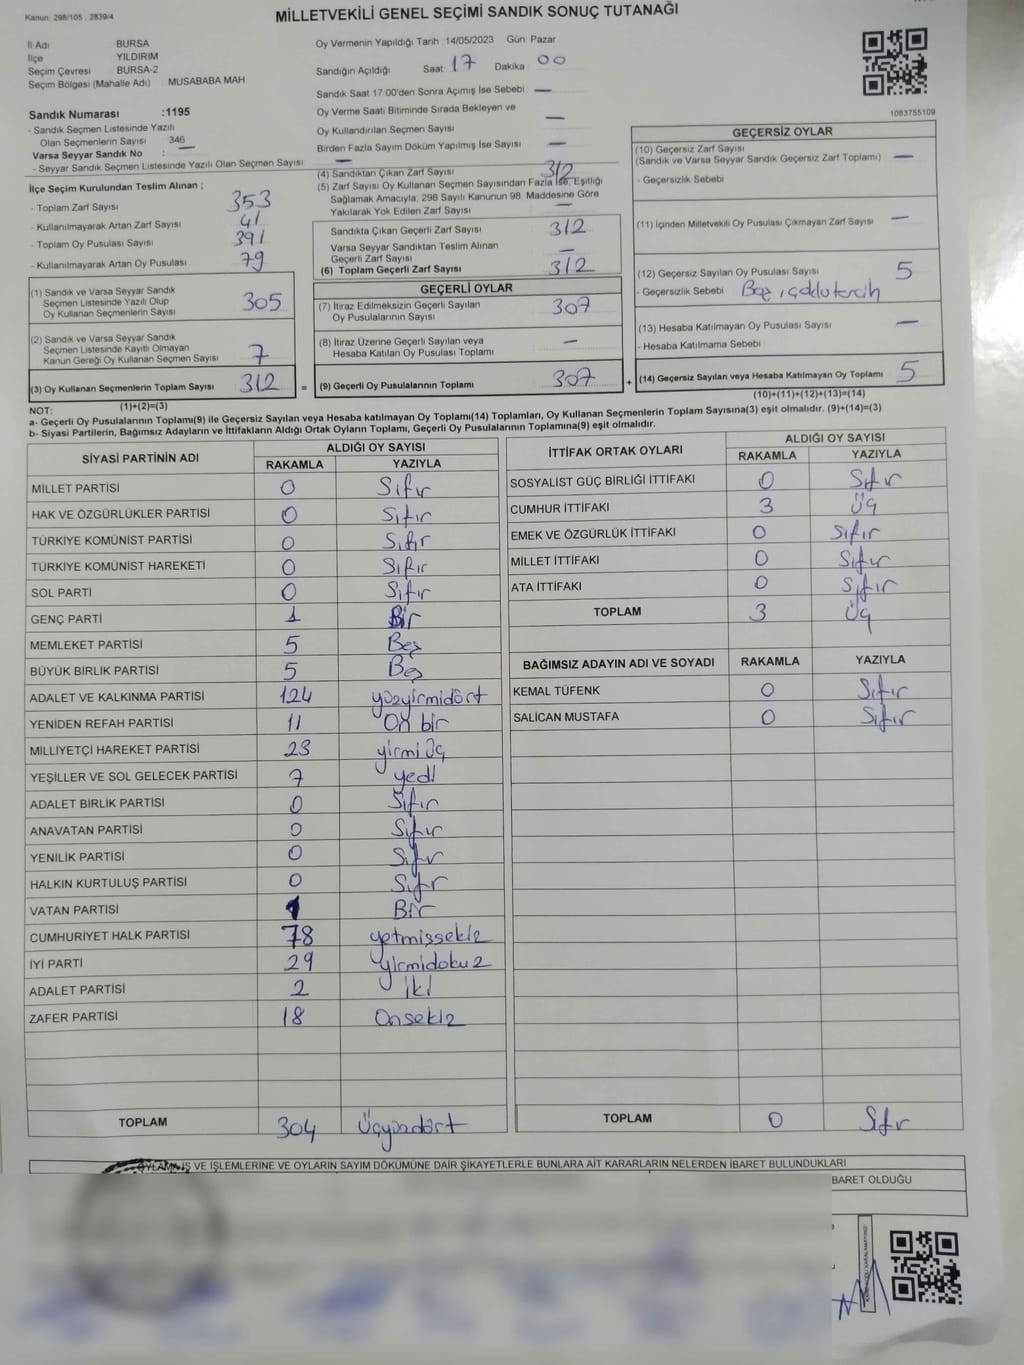 Kanun: 298/105 , 2839/4
MİLLETVEKİLİ GENEL SEÇİMİ SANDIK SONUÇ TUTANAĞI
İl Adı BURSA
İlçe YILDIRIM
Seçim Çevresi BURSA-2
Seçim Bölgesi (Mahalle Adı) MUSABABA MAH
Sandık Numarası :1195
- Sandık Seçmen Listesinde Yazılı
Olan Seçmenlerin Sayısı 346
Varsa Seyyar Sandık No : —
- Seyyar Sandık Seçmen Listesinde Yazılı Olan Seçmen Sayısı : —
Oy Vermenin Yapıldığı Tarih 14/05/2023 Gün: Pazar
Sandığın Açıldığı Saat: 17 Dakika : 00
Sandık Saat 17:00'den Sonra Açımış İse Sebebi : —
Oy Verme Saati Bitiminde Sırada Bekleyen ve
Oy Kullandırılan Seçmen Sayısı —
Birden Fazla Sayım Döküm Yapılmış İse Sayısı —
1083755109
İlçe Seçim Kurulundan Teslim Alınan ;
- Toplam Zarf Sayısı 353
- Kullanılmayarak Artan Zarf Sayısı 41
- Toplam Oy Pusulası Sayısı 391
- Kullanılmayarak Artan Oy Pusulası 79
(1) Sandık ve Varsa Seyyar Sandık
Seçmen Listesinde Yazılı Olup
Oy Kullanan Seçmenlerin Sayısı 305
(2) Sandık ve Varsa Seyyar Sandık
Seçmen Listesinde Kayıtlı Olmayan
Kanun Gereği Oy Kullanan Seçmen Sayısı 7
(3) Oy Kullanan Seçmenlerin Toplam Sayısı 312
(1)+(2)=(3)
(4) Sandıktan Çıkan Zarf Sayısı 312
(5) Zarf Sayısı Oy Kullanan Seçmen Sayısından Fazla İse, Eşitliği
Sağlamak Amacıyla, 298 Sayılı Kanunun 98. Maddesine Göre
Yakılarak Yok Edilen Zarf Sayısı —
Sandıkta Çıkan Geçerli Zarf Sayısı 312
Varsa Seyyar Sandıktan Teslim Alınan
Geçerli Zarf Sayısı —
(6) Toplam Geçerli Zarf Sayısı 312
GEÇERLİ OYLAR
(7) İtiraz Edilmeksizin Geçerli Sayılan
Oy Pusulalarının Sayısı 307
(8) İtiraz Üzerine Geçerli Sayılan veya
Hesaba Katılan Oy Pusulası Toplamı —
= (9) Geçerli Oy Pusulalarının Toplamı 307
GEÇERSİZ OYLAR
(10) Geçersiz Zarf Sayısı
(Sandık ve Varsa Seyyar Sandık Geçersiz Zarf Toplamı) —
- Geçersizlik Sebebi
(11) İçinden Milletvekili Oy Pusulası Çıkmayan Zarf Sayısı —
(12) Geçersiz Sayılan Oy Pusulası Sayısı 5
- Geçersizlik Sebebi
(13) Hesaba Katılmayan Oy Pusulası Sayısı —
- Hesaba Katılmama Sebebi
+ (14) Geçersiz Sayılan veya Hesaba Katılmayan Oy Toplamı 5
(10)+(11)+(12)+(13)=(14)
NOT:
a- Geçerli Oy Pusulalarının Toplamı(9) ile Geçersiz Sayılan veya Hesaba katılmayan Oy Toplamı(14) Toplamları, Oy Kullanan Seçmenlerin Toplam Sayısına(3) eşit olmalıdır. (9)+(14)=(3)
b- Siyasi Partilerin, Bağımsız Adayların ve İttifakların Aldığı Ortak Oyların Toplamı, Geçerli Oy Pusulalarının Toplamına(9) eşit olmalıdır.
SİYASİ PARTİNİN ADI ALDIĞI OY SAYISI
RAKAMLA YAZIYLA
MİLLET PARTİSİ 0 Sıfır
HAK VE ÖZGÜRLÜKLER PARTİSİ 0 Sıfır
TÜRKİYE KOMÜNİST PARTİSİ 0 Sıfır
TÜRKİYE KOMÜNİST HAREKETİ 0 Sıfır
SOL PARTİ 0 Sıfır
GENÇ PARTİ 1 Bir
MEMLEKET PARTİSİ 5 Beş
BÜYÜK BİRLİK PARTİSİ 5 Beş
ADALET VE KALKINMA PARTİSİ 124 yüzyirmidört
YENİDEN REFAH PARTİSİ 11 On bir
MİLLİYETÇİ HAREKET PARTİSİ 23 yirmi Üç
YEŞİLLER VE SOL GELECEK PARTİSİ 7 yedi
ADALET BİRLİK PARTİSİ 0 Sıfır
ANAVATAN PARTİSİ 0 Sıfır
YENİLİK PARTİSİ 0 Sıfır
HALKIN KURTULUŞ PARTİSİ 0 Sıfır
VATAN PARTİSİ 1 Bir
CUMHURİYET HALK PARTİSİ 78 yetmişsekiz
İYİ PARTİ 29 yirmidokuz
ADALET PARTİSİ 2 iki
ZAFER PARTİSİ 18 Onsekiz
TOPLAM 304 Üçyüzdört
İTTİFAK ORTAK OYLARI ALDIĞI OY SAYISI
RAKAMLA YAZIYLA
SOSYALİST GÜÇ BİRLİĞİ İTTİFAKI 0 Sıfır
CUMHUR İTTİFAKI 3 Üç
EMEK VE ÖZGÜRLÜK İTTİFAKI 0 Sıfır
MİLLET İTTİFAKI 0 Sıfır
ATA İTTİFAKI 0 Sıfır
TOPLAM 3 Üç
BAĞIMSIZ ADAYIN ADI VE SOYADI RAKAMLA YAZIYLA
KEMAL TÜFENK 0 Sıfır
SALİCAN MUSTAFA 0 Sıfır
TOPLAM 0 Sıfır
OYLAMA İŞ VE İŞLEMLERINE VE OYLARIN SAYIM DÖKÜMÜNE DAİR ŞİKAYETLERLE BUNLARA AİT KARARLARIN NELERDEN İBARET BULUNDUKLARI
BARET OLDUĞU